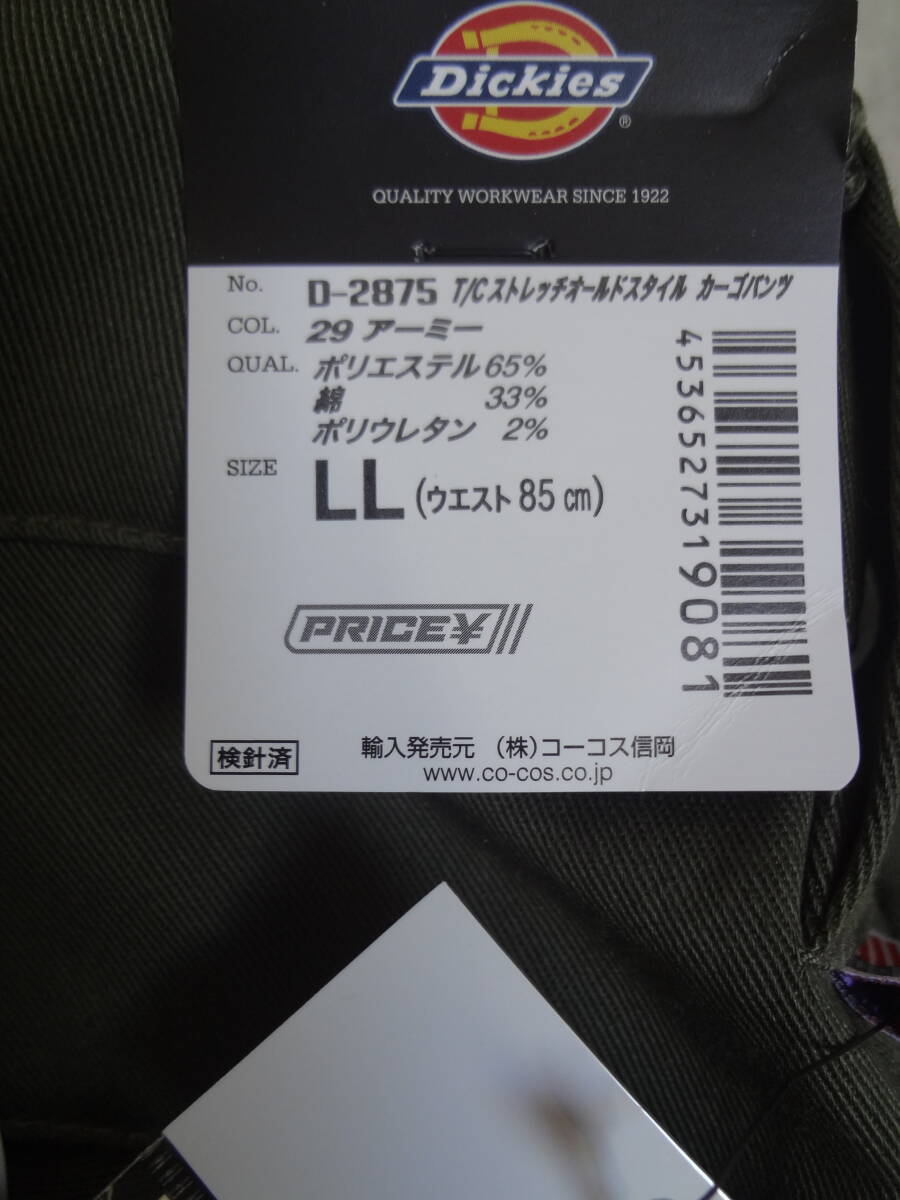 Dickies®
QUALITY WORKWEAR SINCE 1922
No. D-2875 T/Cストレッチオールドスタイル カーゴパンツ
COL. 29 アーミー
QUAL. ポリエステル 65%
綿 33%
ポリウレタン 2%
SIZE LL (ウエスト 85 cm)
4536527319081
PRICE¥
検針済 輸入発売元 (株)コーコス信岡
www.co-cos.co.jp